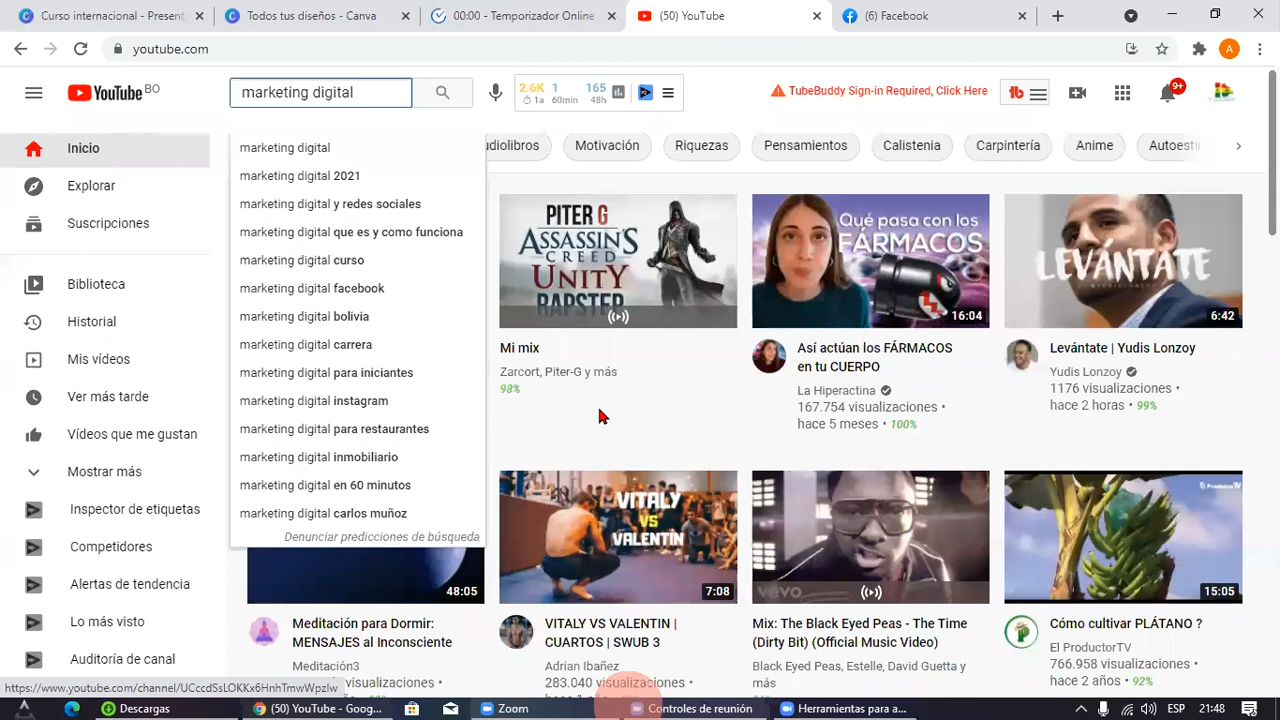 Curso internacional - Present
Todos tus diseños - Canva
00:00 - Temporizador Online
(50) YouTube
(6) Facebook
youtube.com
A
YouTube BO
marketing digital
2.6K 1 165
1a 60min 48h
TubeBuddy Sign-in Required, Click Here
tb
9+
Inicio
Explorar
Suscripciones
Biblioteca
Historial
Mis vídeos
Ver más tarde
Vídeos que me gustan
Mostrar más
Inspector de etiquetas
Competidores
Alertas de tendencia
Lo más visto
Auditoría de canal
marketing digital
marketing digital 2021
marketing digital y redes sociales
marketing digital que es y como funciona
marketing digital curso
marketing digital facebook
marketing digital bolivia
marketing digital carrera
marketing digital para iniciantes
marketing digital instagram
marketing digital para restaurantes
marketing digital inmobiliario
marketing digital en 60 minutos
marketing digital carlos muñoz
Denunciar predicciones de búsqueda
diolibros
Motivación
Riquezas
Pensamientos
Calistenia
Carpintería
Anime
Autoesti
PITER G
ASSASSIN'S
CREED
UNITY
RAPSTER
Mi mix
Zarcort, Piter-G y más
98%
Qué pasa con los
FÁRMACOS
16:04
Así actúan los FÁRMACOS
en tu CUERPO
La Hiperactina
167.754 visualizaciones •
hace 5 meses • 100%
LEVÁNTATE
6:42
Levántate | Yudis Lonzoy
Yudis Lonzoy
1176 visualizaciones •
hace 2 horas • 99%
48:05
Meditación para Dormir:
MENSAJES al Inconsciente
Meditación3
VITALY
VS
VALENTÍN
7:08
VITALY VS VALENTIN |
CUARTOS | SWUB 3
Adrian Ibañez
283.040 visualizaciones •
vevo
Mix: The Black Eyed Peas - The Time
(Dirty Bit) (Official Music Video)
Black Eyed Peas, Estelle, David Guetta y
más
El ProductorTV
15:05
Cómo cultivar PLÁTANO ?
El ProductorTV
766.958 visualizaciones •
hace 2 años • 92%
https://www.youtube.com/channel/UCccdSsLOKKx6HnhTmwWpzlw
Descargas
(50) YouTube - Goog...
Zoom
Controles de reunión
Herramientas para a...
ESP
21:48